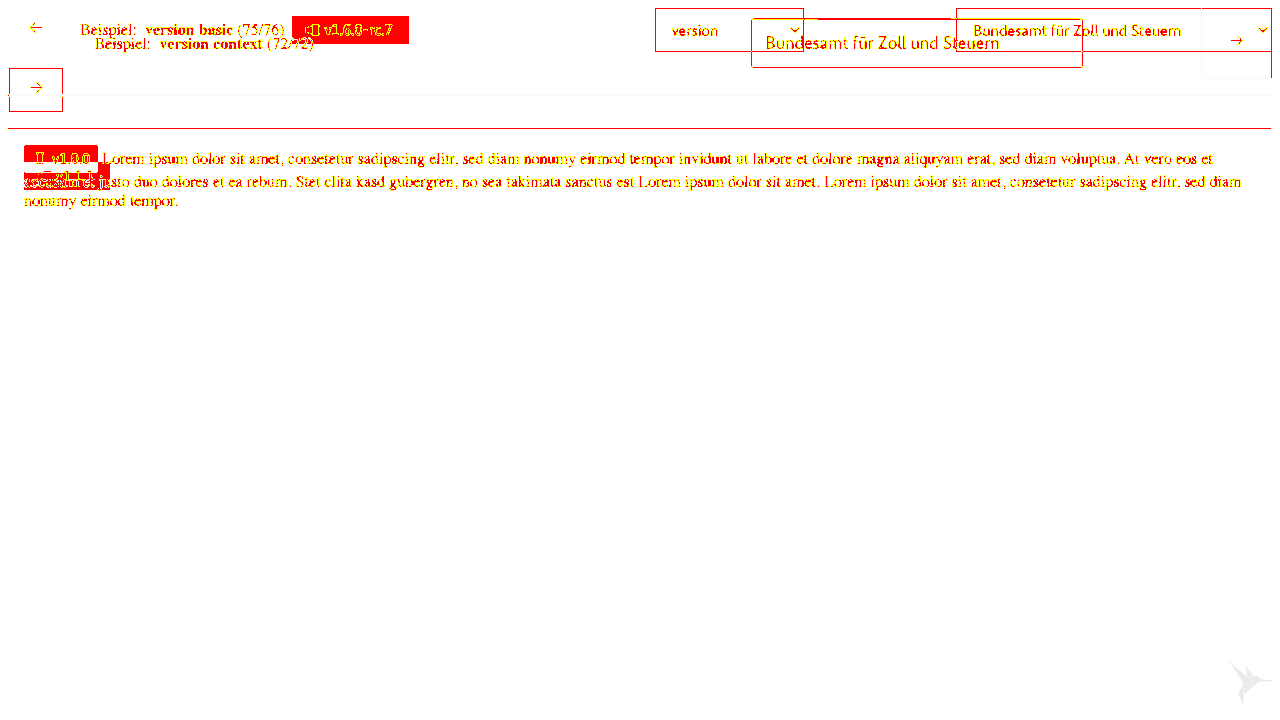 Beispiel: version basic (75/76) v1.6.0-rc.7 version Bundesamt für Zoll und Steuern
Beispiel: version context (72/72) Bundesamt für Zoll und Steuern
v1.0.0 Lorem ipsum dolor sit amet, consetetur sadipscing elitr, sed diam nonumy eirmod tempor invidunt ut labore et dolore magna aliquyam erat, sed diam voluptua. At vero eos et
justo duo dolores et ea rebum. Stet clita kasd gubergren, no sea takimata sanctus est Lorem ipsum dolor sit amet. Lorem ipsum dolor sit amet, consetetur sadipscing elitr, sed diam
nonumy eirmod tempor.